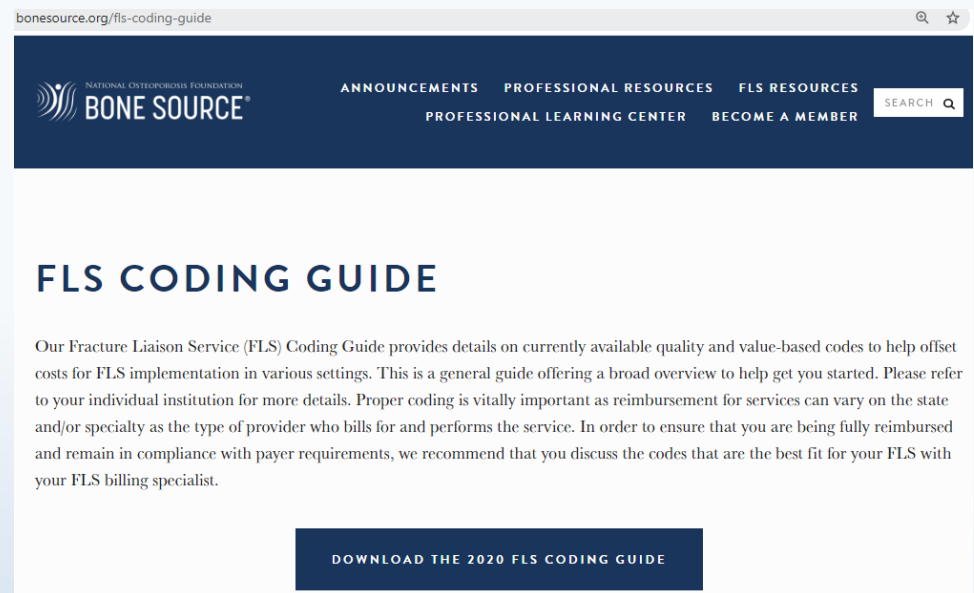 bonesource.org/fls-coding-guide
NATIONAL OSTEOPOROSIS FOUNDATION
BONE SOURCE®
ANNOUNCEMENTS PROFESSIONAL RESOURCES FLS RESOURCES
PROFESSIONAL LEARNING CENTER BECOME A MEMBER
SEARCH
FLS CODING GUIDE
Our Fracture Liaison Service (FLS) Coding Guide provides details on currently available quality and value-based codes to help offset
costs for FLS implementation in various settings. This is a general guide offering a broad overview to help get you started. Please refer
to your individual institution for more details. Proper coding is vitally important as reimbursement for services can vary on the state
and/or specialty as the type of provider who bills for and performs the service. In order to ensure that you are being fully reimbursed
and remain in compliance with payer requirements, we recommend that you discuss the codes that are the best fit for your FLS with
your FLS billing specialist.
DOWNLOAD THE 2020 FLS CODING GUIDE